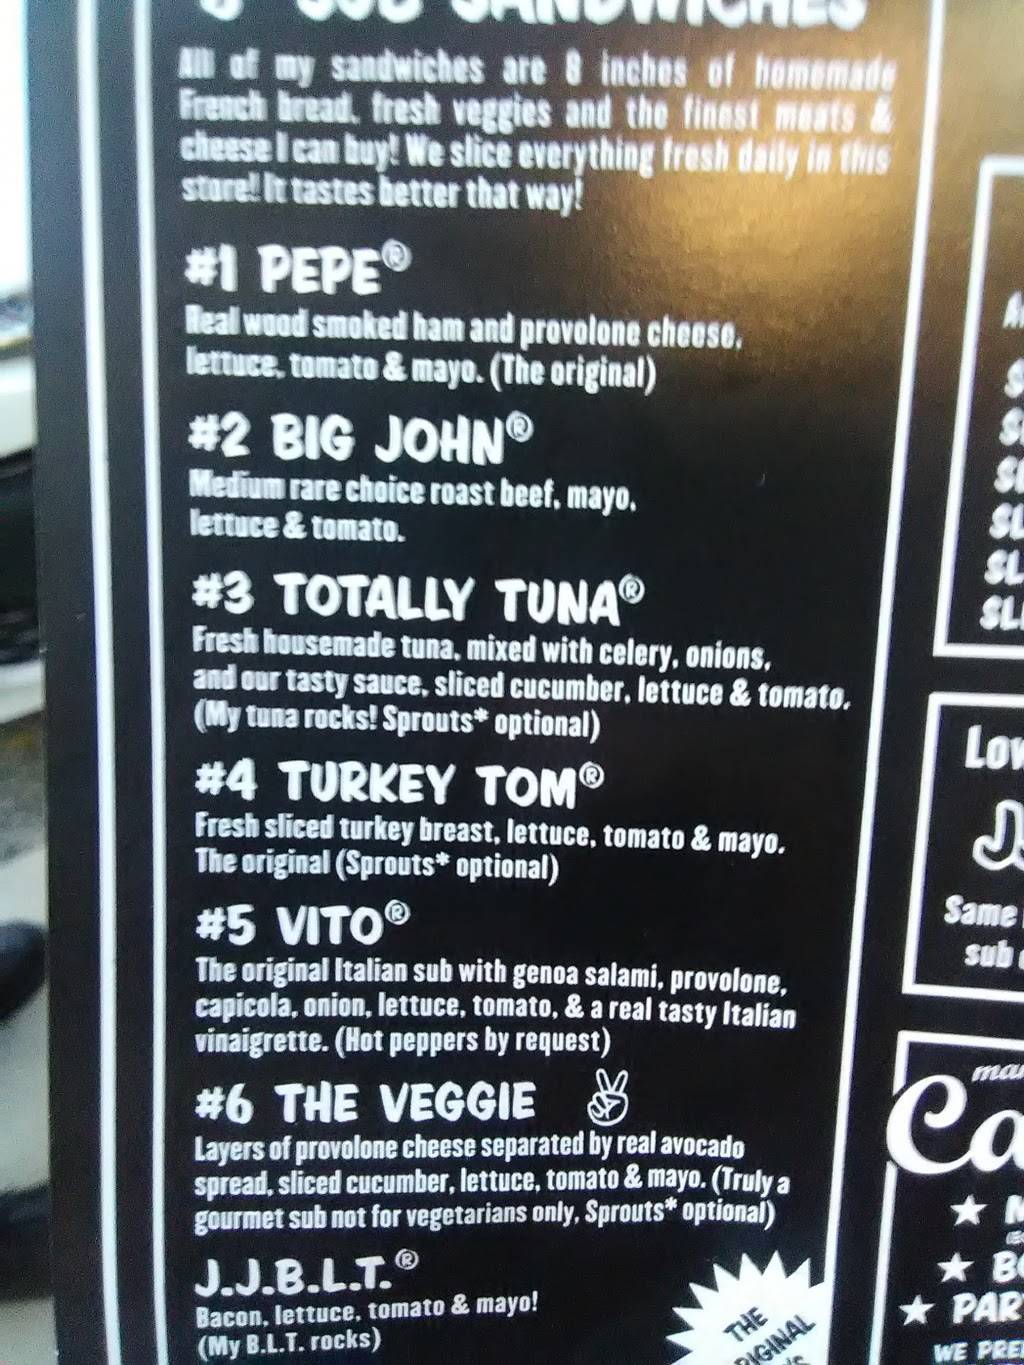 8" SUB SANDWICHES
All of my sandwiches are 8 inches of homemade
French bread, fresh veggies and the finest meats &
cheese I can buy! We slice everything fresh daily in this
store! It tastes better that way!
#1 PEPE®
Real wood smoked ham and provolone cheese,
lettuce, tomato & mayo. (The original)
#2 BIG JOHN®
Medium rare choice roast beef, mayo,
lettuce & tomato.
#3 TOTALLY TUNA®
Fresh housemade tuna, mixed with celery, onions,
and our tasty sauce, sliced cucumber, lettuce & tomato.
(My tuna rocks! Sprouts* optional)
#4 TURKEY TOM®
Fresh sliced turkey breast, lettuce, tomato & mayo.
The original (Sprouts* optional)
#5 VITO®
The original Italian sub with genoa salami, provolone,
capicola, onion, lettuce, tomato, & a real tasty Italian
vinaigrette. (Hot peppers by request)
#6 THE VEGGIE
Layers of provolone cheese separated by real avocado
spread, sliced cucumber, lettuce, tomato & mayo. (Truly a
gourmet sub not for vegetarians only, Sprouts* optional)
J.J.B.L.T.®
Bacon, lettuce, tomato & mayo!
(My B.L.T. rocks)
THE
Same
sub
WE